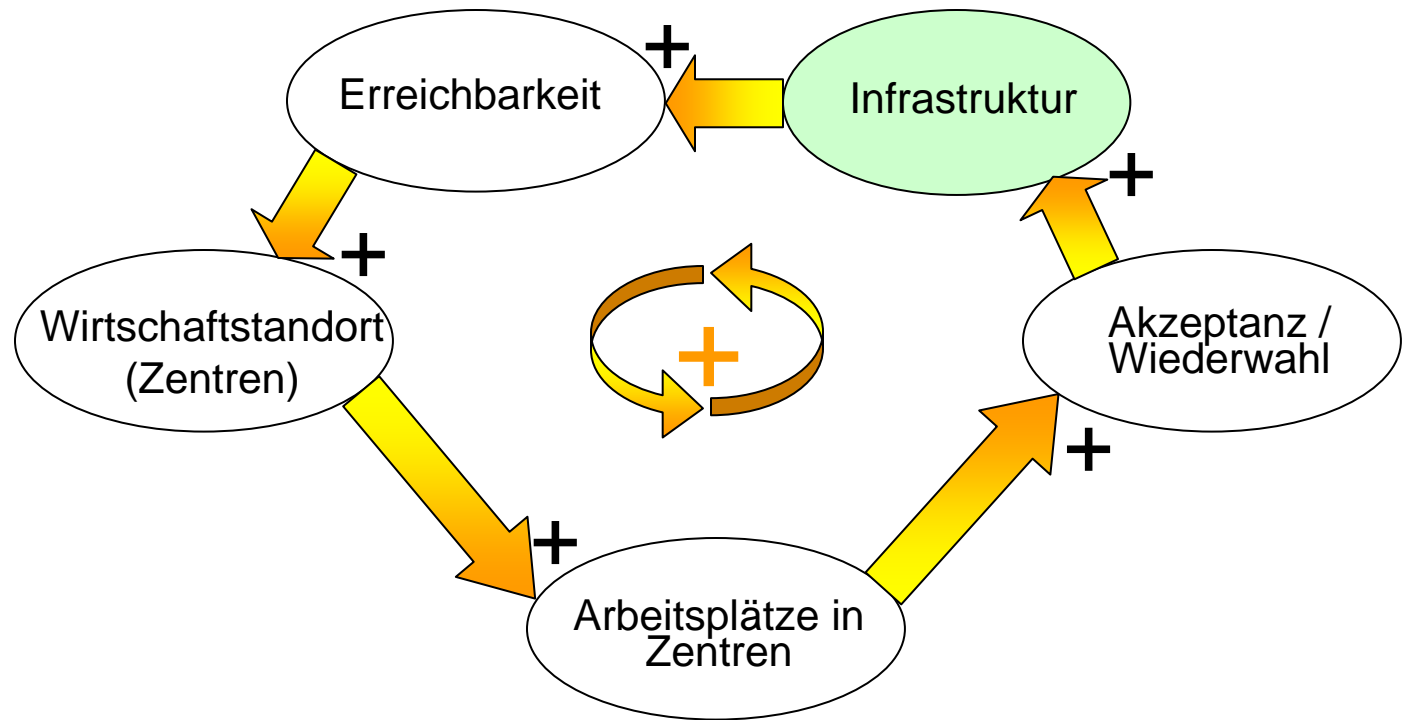 +
Erreichbarkeit
Infrastruktur
+
+
Wirtschaftstandort
(Zentren)
+
Akzeptanz /
Wiederwahl
+
+
Arbeitsplätze in
Zentren